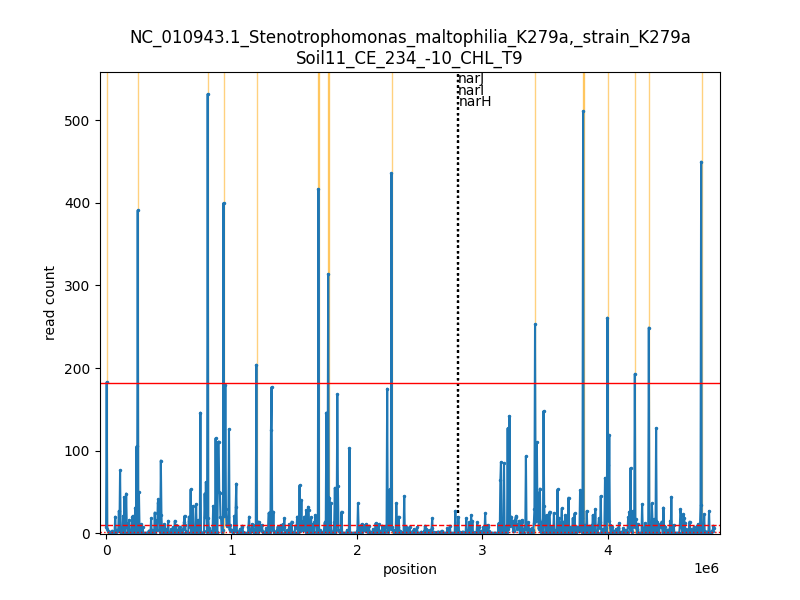 NC_010943.1_Stenotrophomonas_maltophilia_K279a,_strain_K279a
Soil11_CE_234_-10_CHL_T9
narJ
narI
narH
500
400
300
200
100
0
read count
0 1 2 3 4
1e6
position